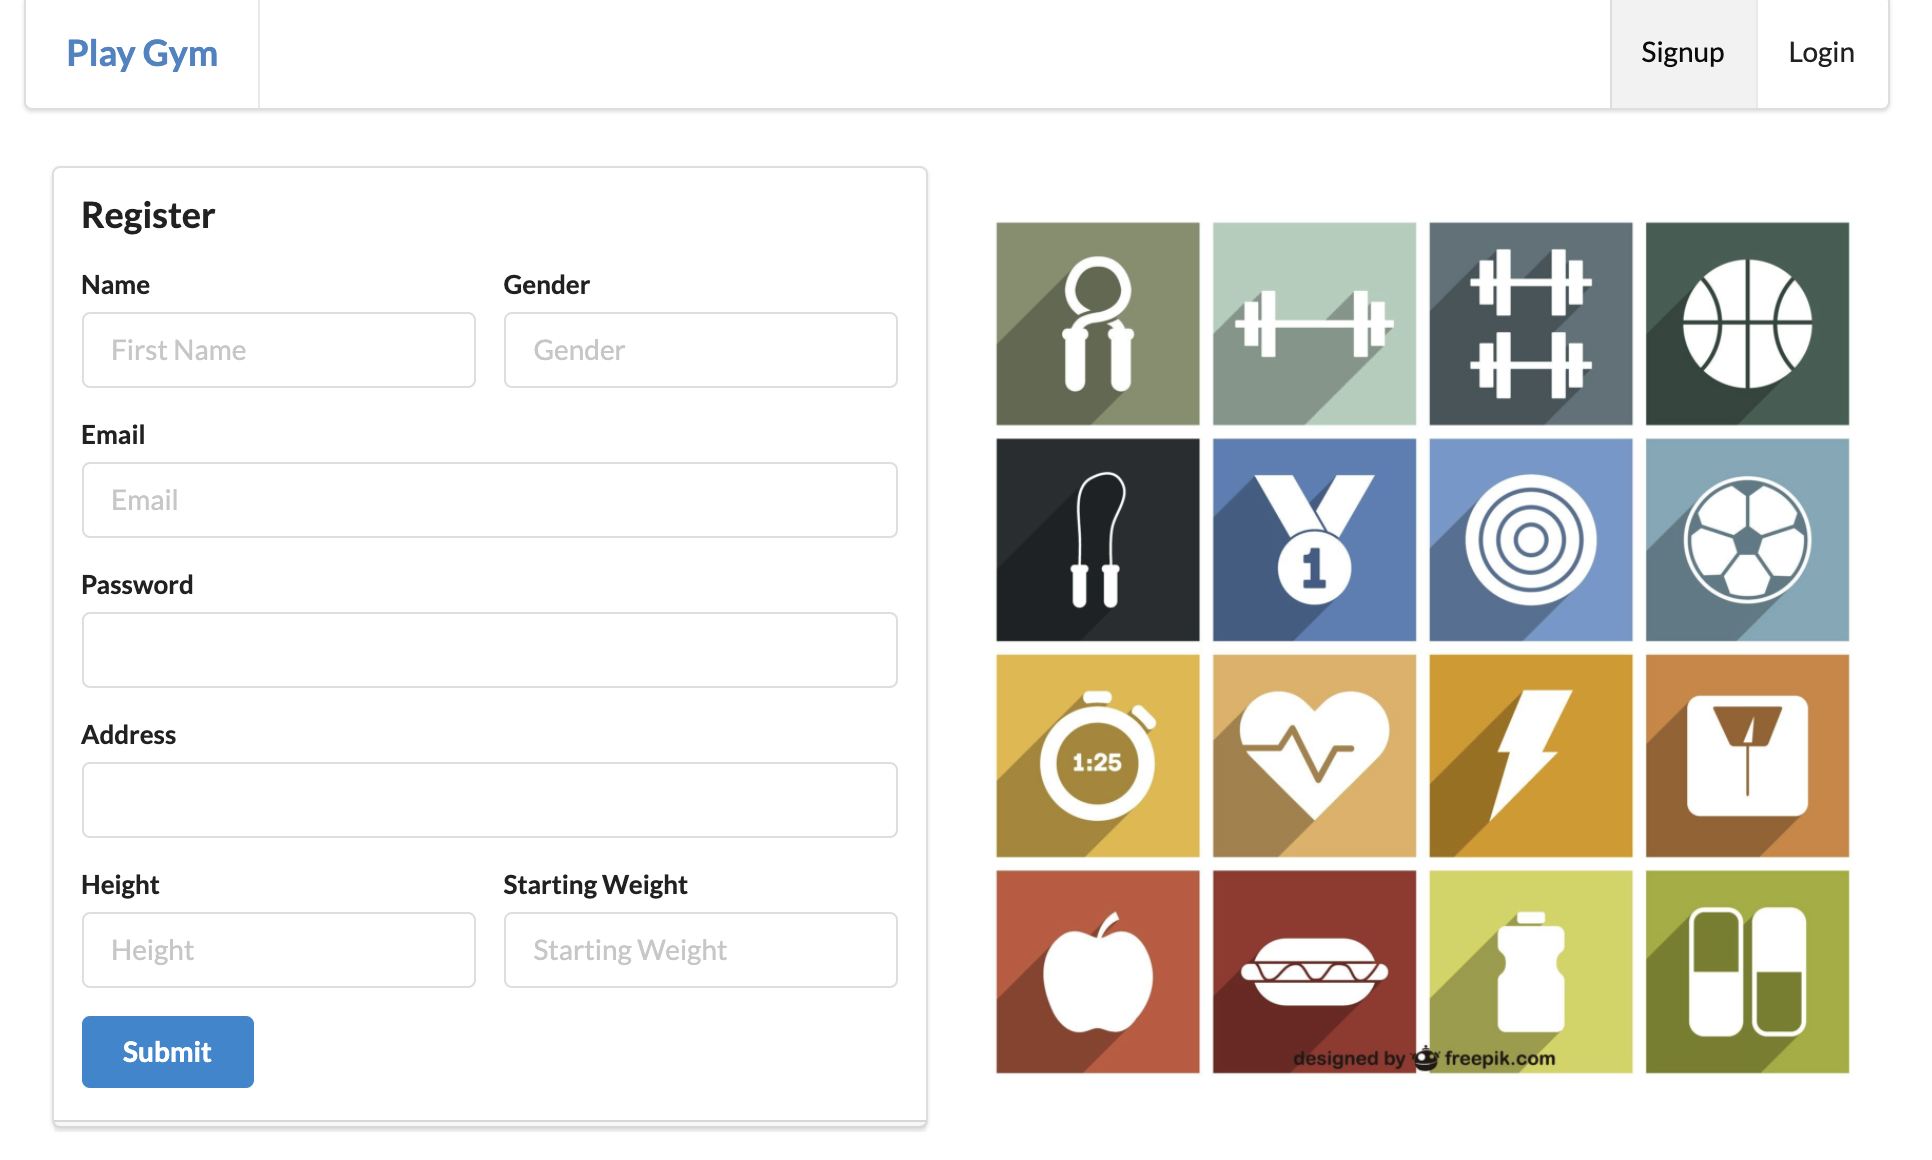 Play Gym
Signup
Login
Register
Name
Gender
First Name
Gender
Email
Email
Password
Address
Height
Starting Weight
Height
Starting Weight
Submit
1
1:25
designed by freepik.com